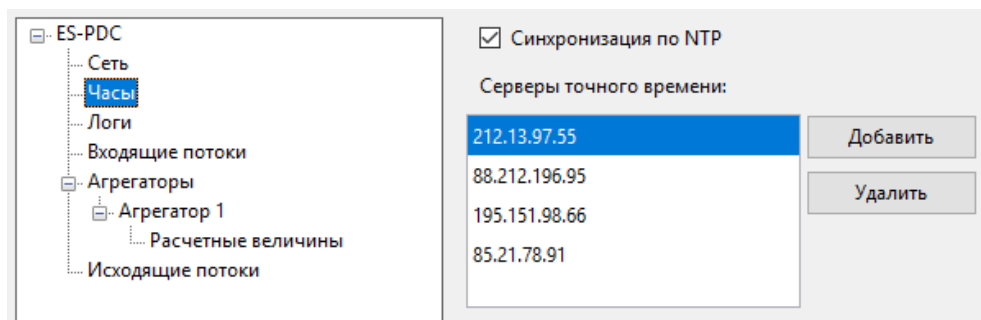 ES-PDC
Сеть
Часы
Логи
Входящие потоки
Агрегаторы
Агрегатор 1
Расчетные величины
Исходящие потоки
Синхронизация по NTP
Серверы точного времени:
212.13.97.55
88.212.196.95
195.151.98.66
85.21.78.91
Добавить
Удалить